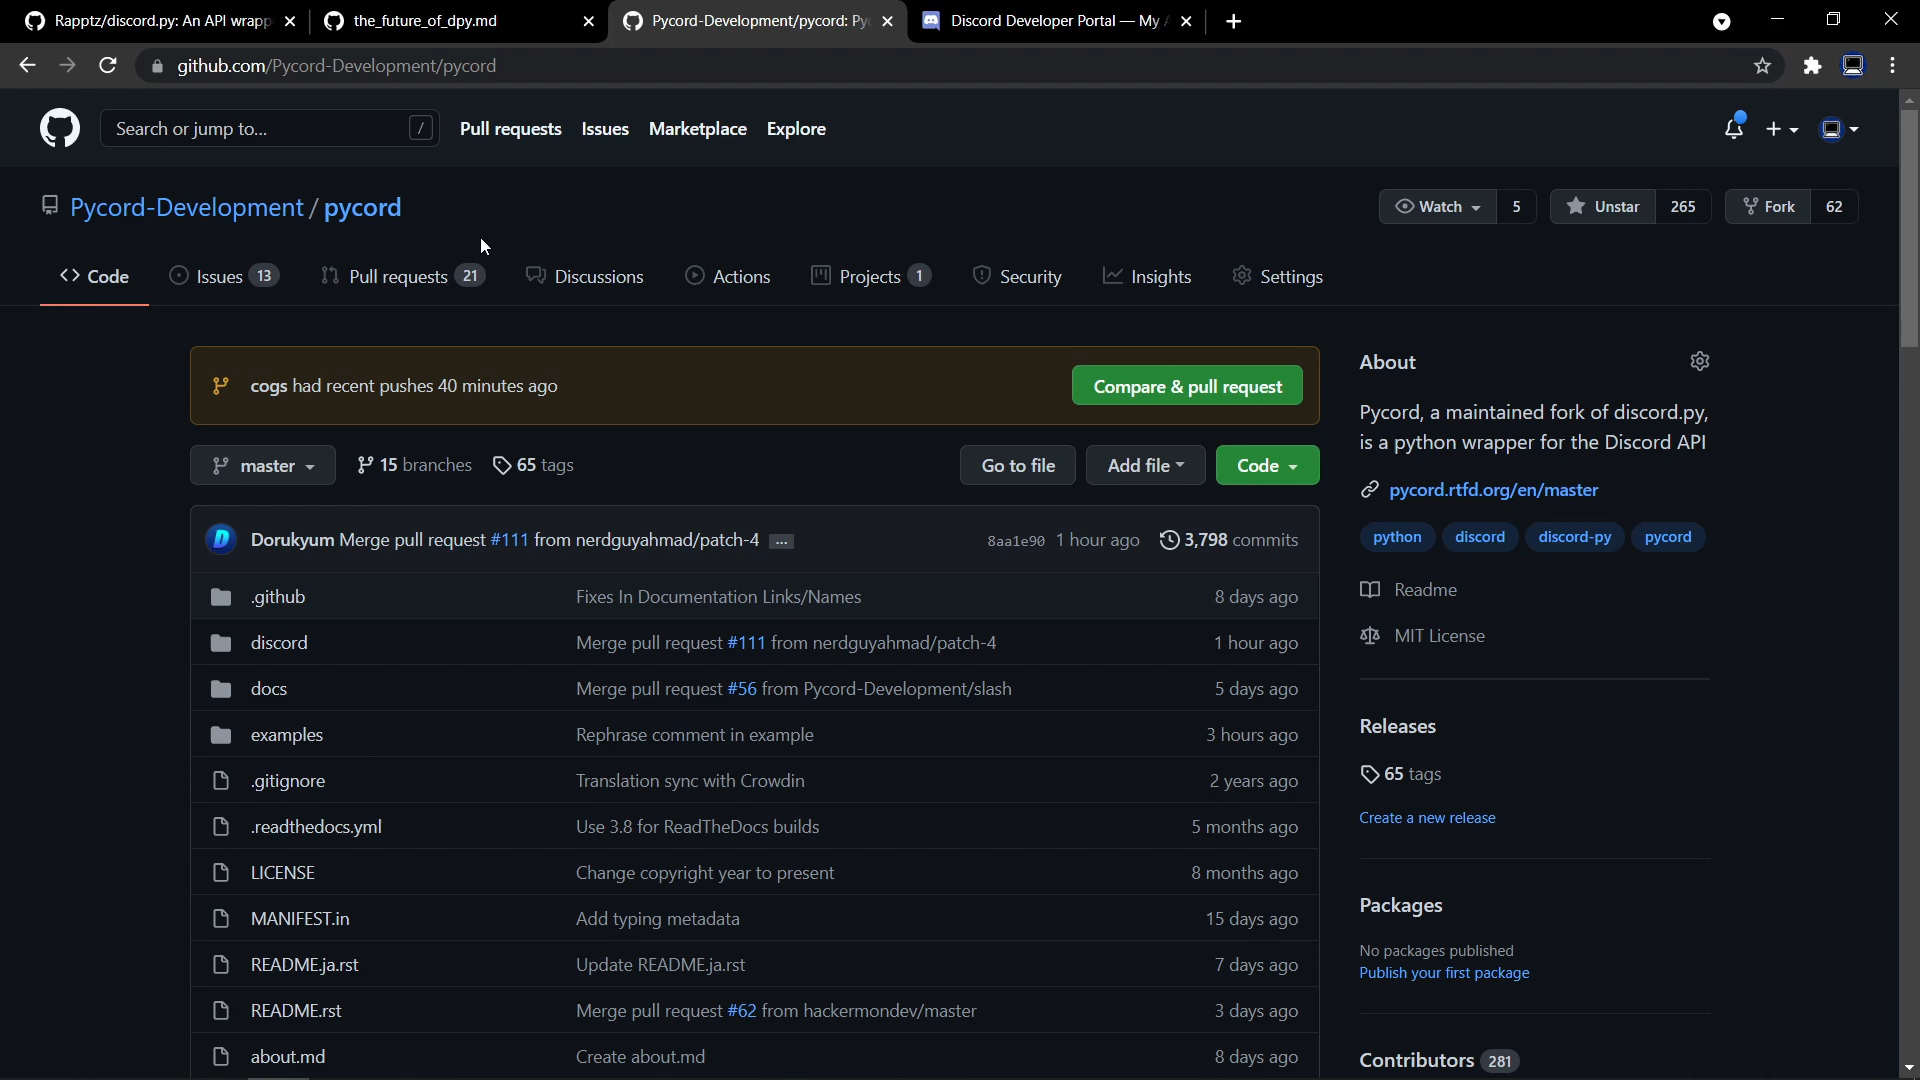 Rapptz/discord.py: An API wrapp
the_future_of_dpy.md
Pycord-Development/pycord: Py
Discord Developer Portal — My A
github.com/Pycord-Development/pycord
Search or jump to...
/
Pull requests
Issues
Marketplace
Explore
Pycord-Development / pycord
Watch 5
Unstar 265
Fork 62
Code
Issues 13
Pull requests 21
Discussions
Actions
Projects 1
Security
Insights
Settings
cogs had recent pushes 40 minutes ago
Compare & pull request
master
15 branches
65 tags
Go to file
Add file
Code
Dorukyum Merge pull request #111 from nerdguyahmad/patch-4 ...
8aa1e90 1 hour ago
3,798 commits
.github Fixes In Documentation Links/Names 8 days ago
discord Merge pull request #111 from nerdguyahmad/patch-4 1 hour ago
docs Merge pull request #56 from Pycord-Development/slash 5 days ago
examples Rephrase comment in example 3 hours ago
.gitignore Translation sync with Crowdin 2 years ago
.readthedocs.yml Use 3.8 for ReadTheDocs builds 5 months ago
LICENSE Change copyright year to present 8 months ago
MANIFEST.in Add typing metadata 15 days ago
README.ja.rst Update README.ja.rst 7 days ago
README.rst Merge pull request #62 from hackermondev/master 3 days ago
about.md Create about.md 8 days ago
About
Pycord, a maintained fork of discord.py,
is a python wrapper for the Discord API
pycord.rtfd.org/en/master
python discord discord-py pycord
Readme
MIT License
Releases
65 tags
Create a new release
Packages
No packages published
Publish your first package
Contributors 281